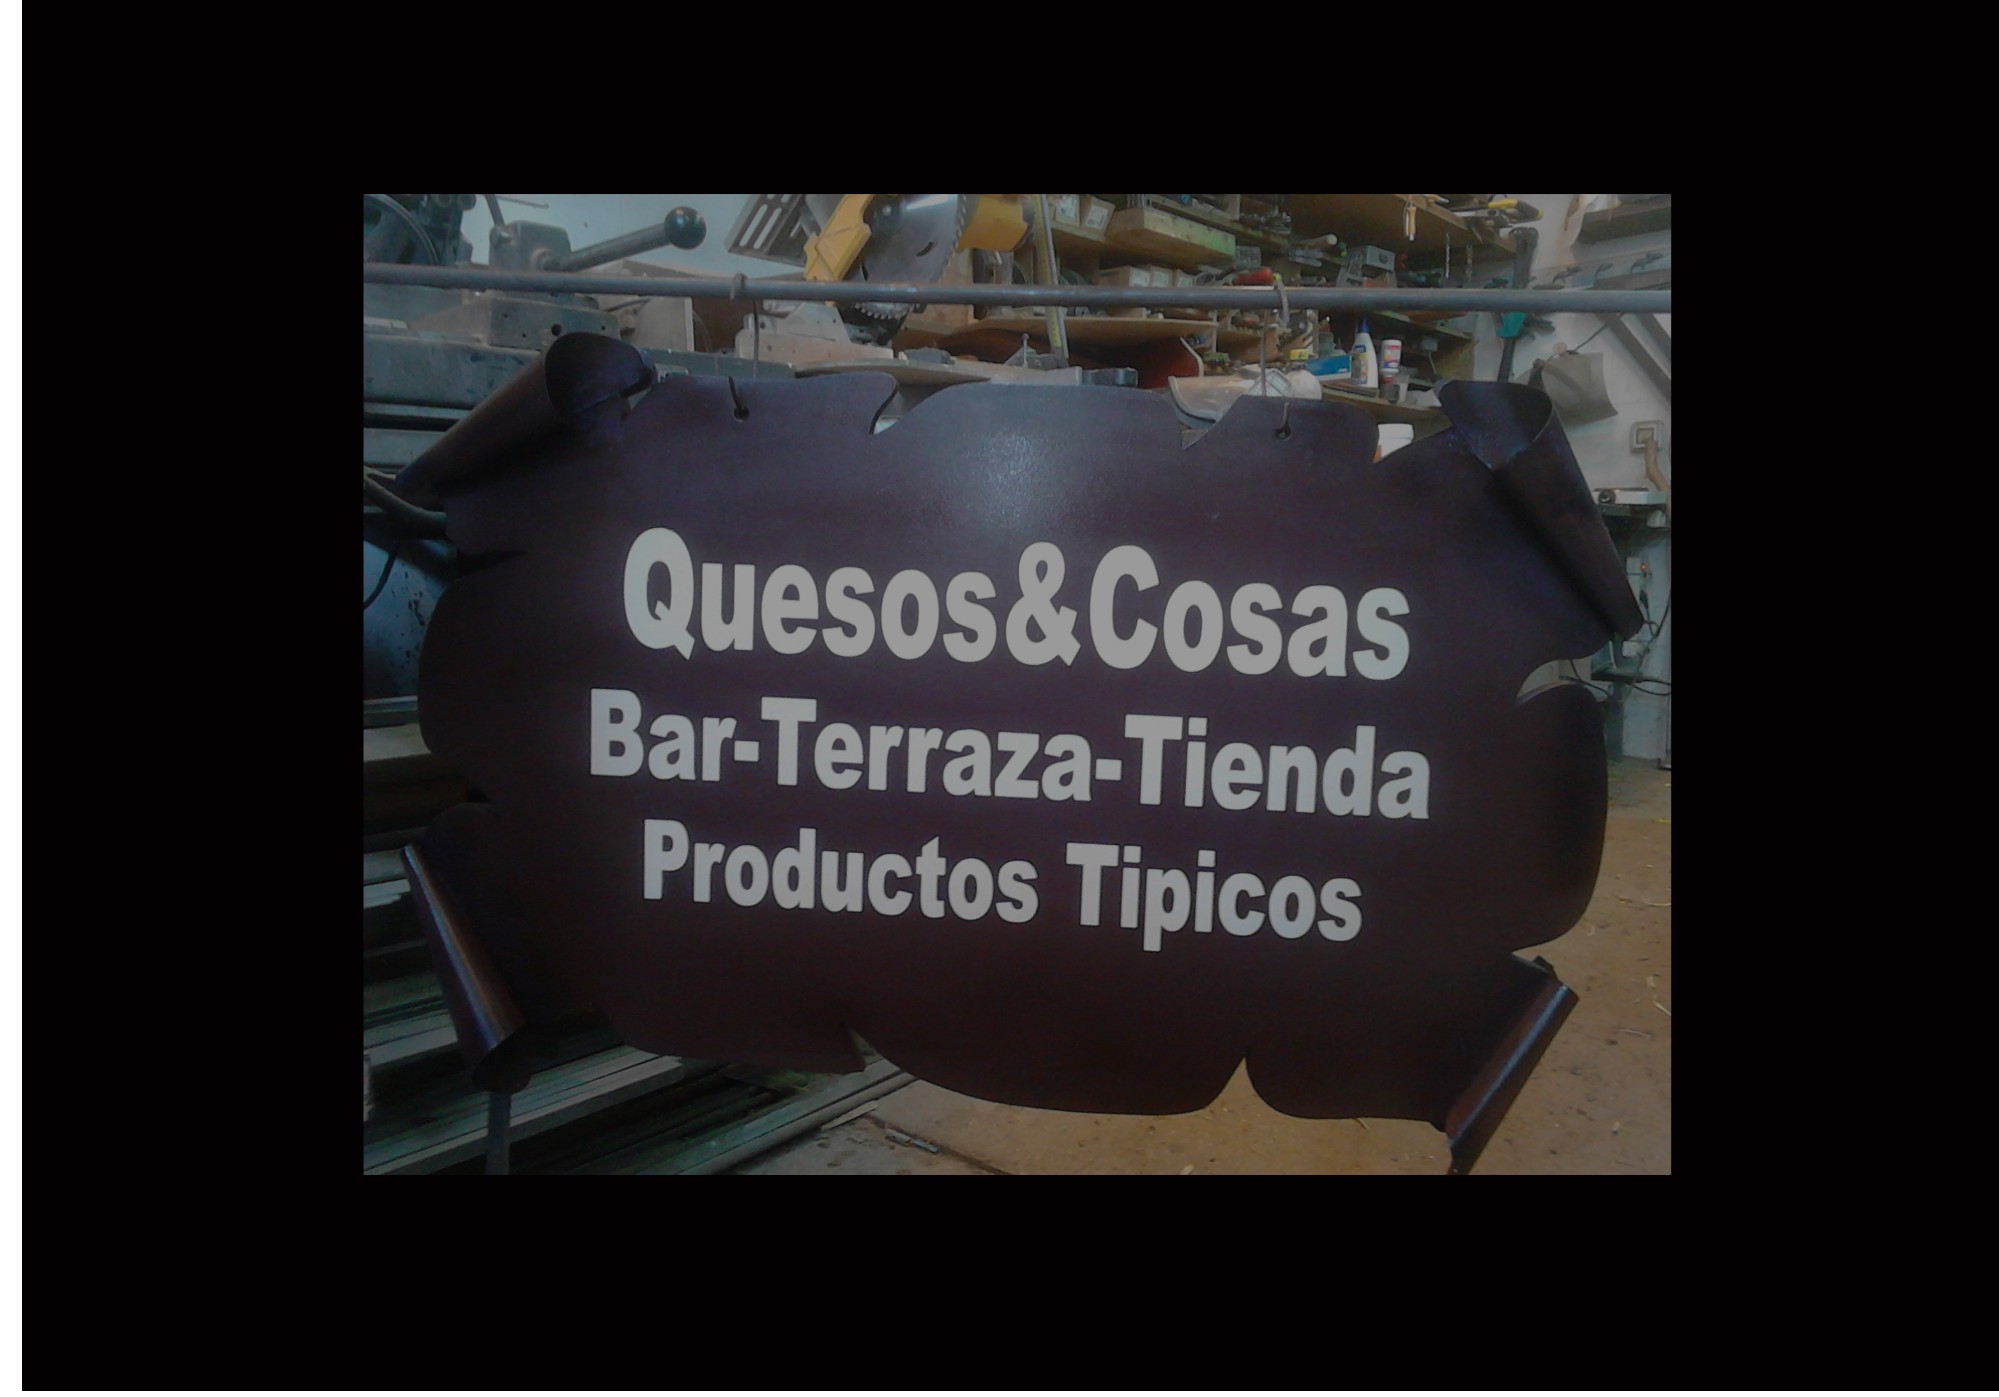 Quesos&Cosas
Bar-Terraza-Tienda
Productos Tipicos